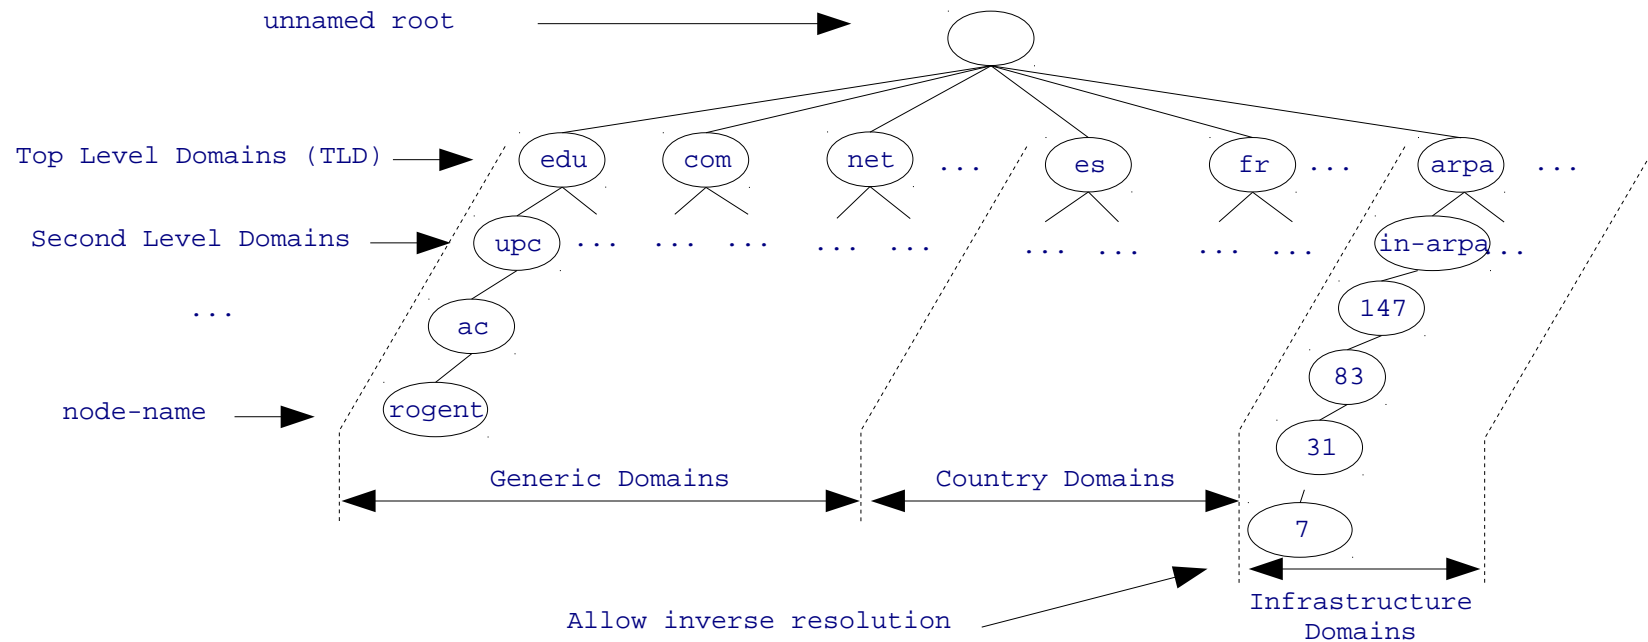 unnamed root
Top Level Domains (TLD)
edu com net ... es fr ... arpa ...
Second Level Domains
upc ... ... ... ... ... ... ... ... ... in-arpa ...
...
147
ac
83
node-name
rogent
31
Generic Domains
Country Domains
7
Allow inverse resolution
Infrastructure
Domains